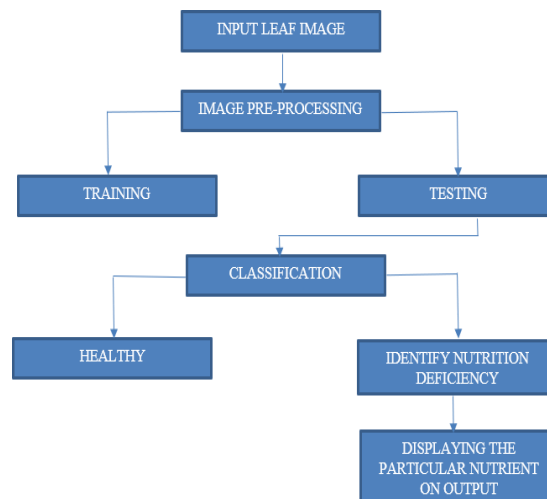 INPUT LEAF IMAGE
IMAGE PRE-PROCESSING
TRAINING
TESTING
CLASSIFICATION
HEALTHY
IDENTIFY NUTRITION
DEFICIENCY
DISPLAYING THE
PARTICULAR NUTRIENT
ON OUTPUT